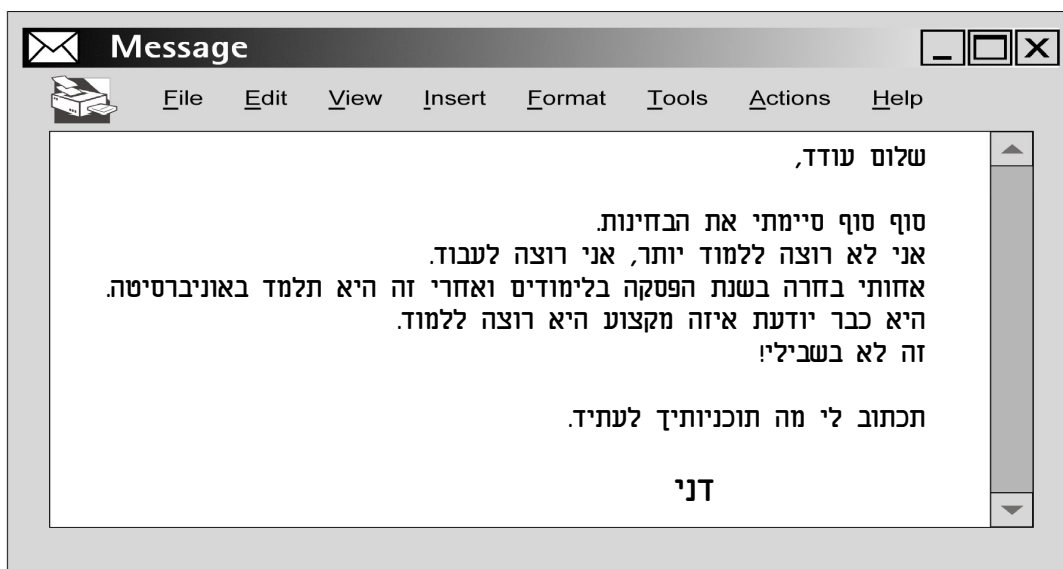 Message
File Edit View Insert Format Tools Actions Help
שלום עודד,
סוף סוף סיימתי את הבחינות.
אני לא רוצה ללמוד יותר, אני רוצה לעבוד.
אחותי בחרה בשנת הפסקה בלימודים ואחרי זה היא תלמד באוניברסיטה.
היא כבר יודעת איזה מקצוע היא רוצה ללמוד.
זה לא בשבילי!
תכתוב לי מה תוכניותיך לעתיד.
דני